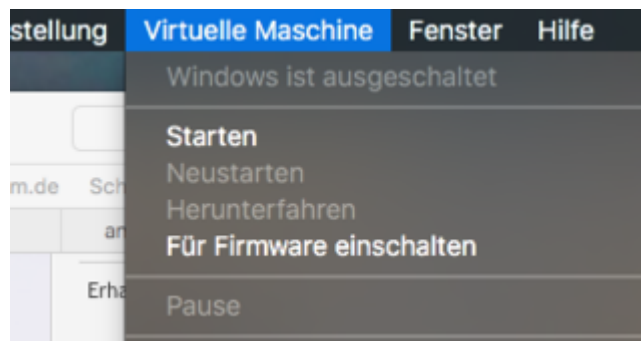 stellung Virtuelle Maschine Fenster Hilfe
Windows ist ausgeschaltet
Starten
Neustarten
m.de Sch
Herunterfahren
an
Für Firmware einschalten
Erha
Pause